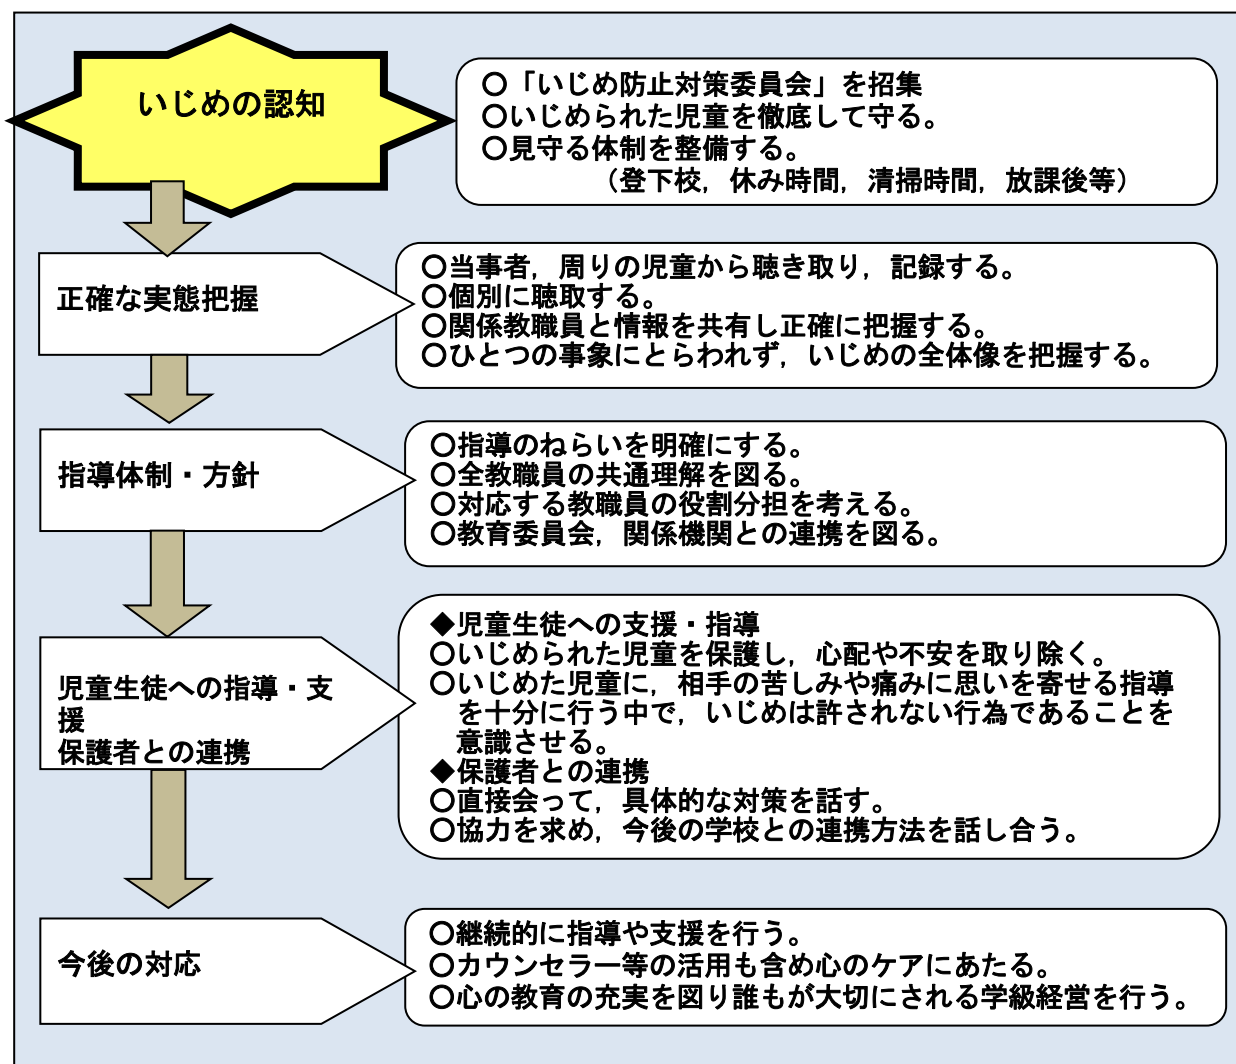 いじめの認知
〇「いじめ防止対策委員会」を招集
〇いじめられた児童を徹底して守る。
〇見守る体制を整備する。
（登下校，休み時間，清掃時間，放課後等）
正確な実態把握
〇当事者，周りの児童から聴き取り，記録する。
〇個別に聴取する。
〇関係教職員と情報を共有し正確に把握する。
〇ひとつの事象にとらわれず，いじめの全体像を把握する。
指導体制・方針
〇指導のねらいを明確にする。
〇全教職員の共通理解を図る。
〇対応する教職員の役割分担を考える。
〇教育委員会，関係機関との連携を図る。
児童生徒への指導・支
援
保護者との連携
◆児童生徒への支援・指導
〇いじめられた児童を保護し，心配や不安を取り除く。
〇いじめた児童に，相手の苦しみや痛みに思いを寄せる指導
を十分に行う中で，いじめは許されない行為であることを
意識させる。
◆保護者との連携
〇直接会って，具体的な対策を話す。
〇協力を求め，今後の学校との連携方法を話し合う。
今後の対応
〇継続的に指導や支援を行う。
〇カウンセラー等の活用も含め心のケアにあたる。
〇心の教育の充実を図り誰もが大切にされる学級経営を行う。